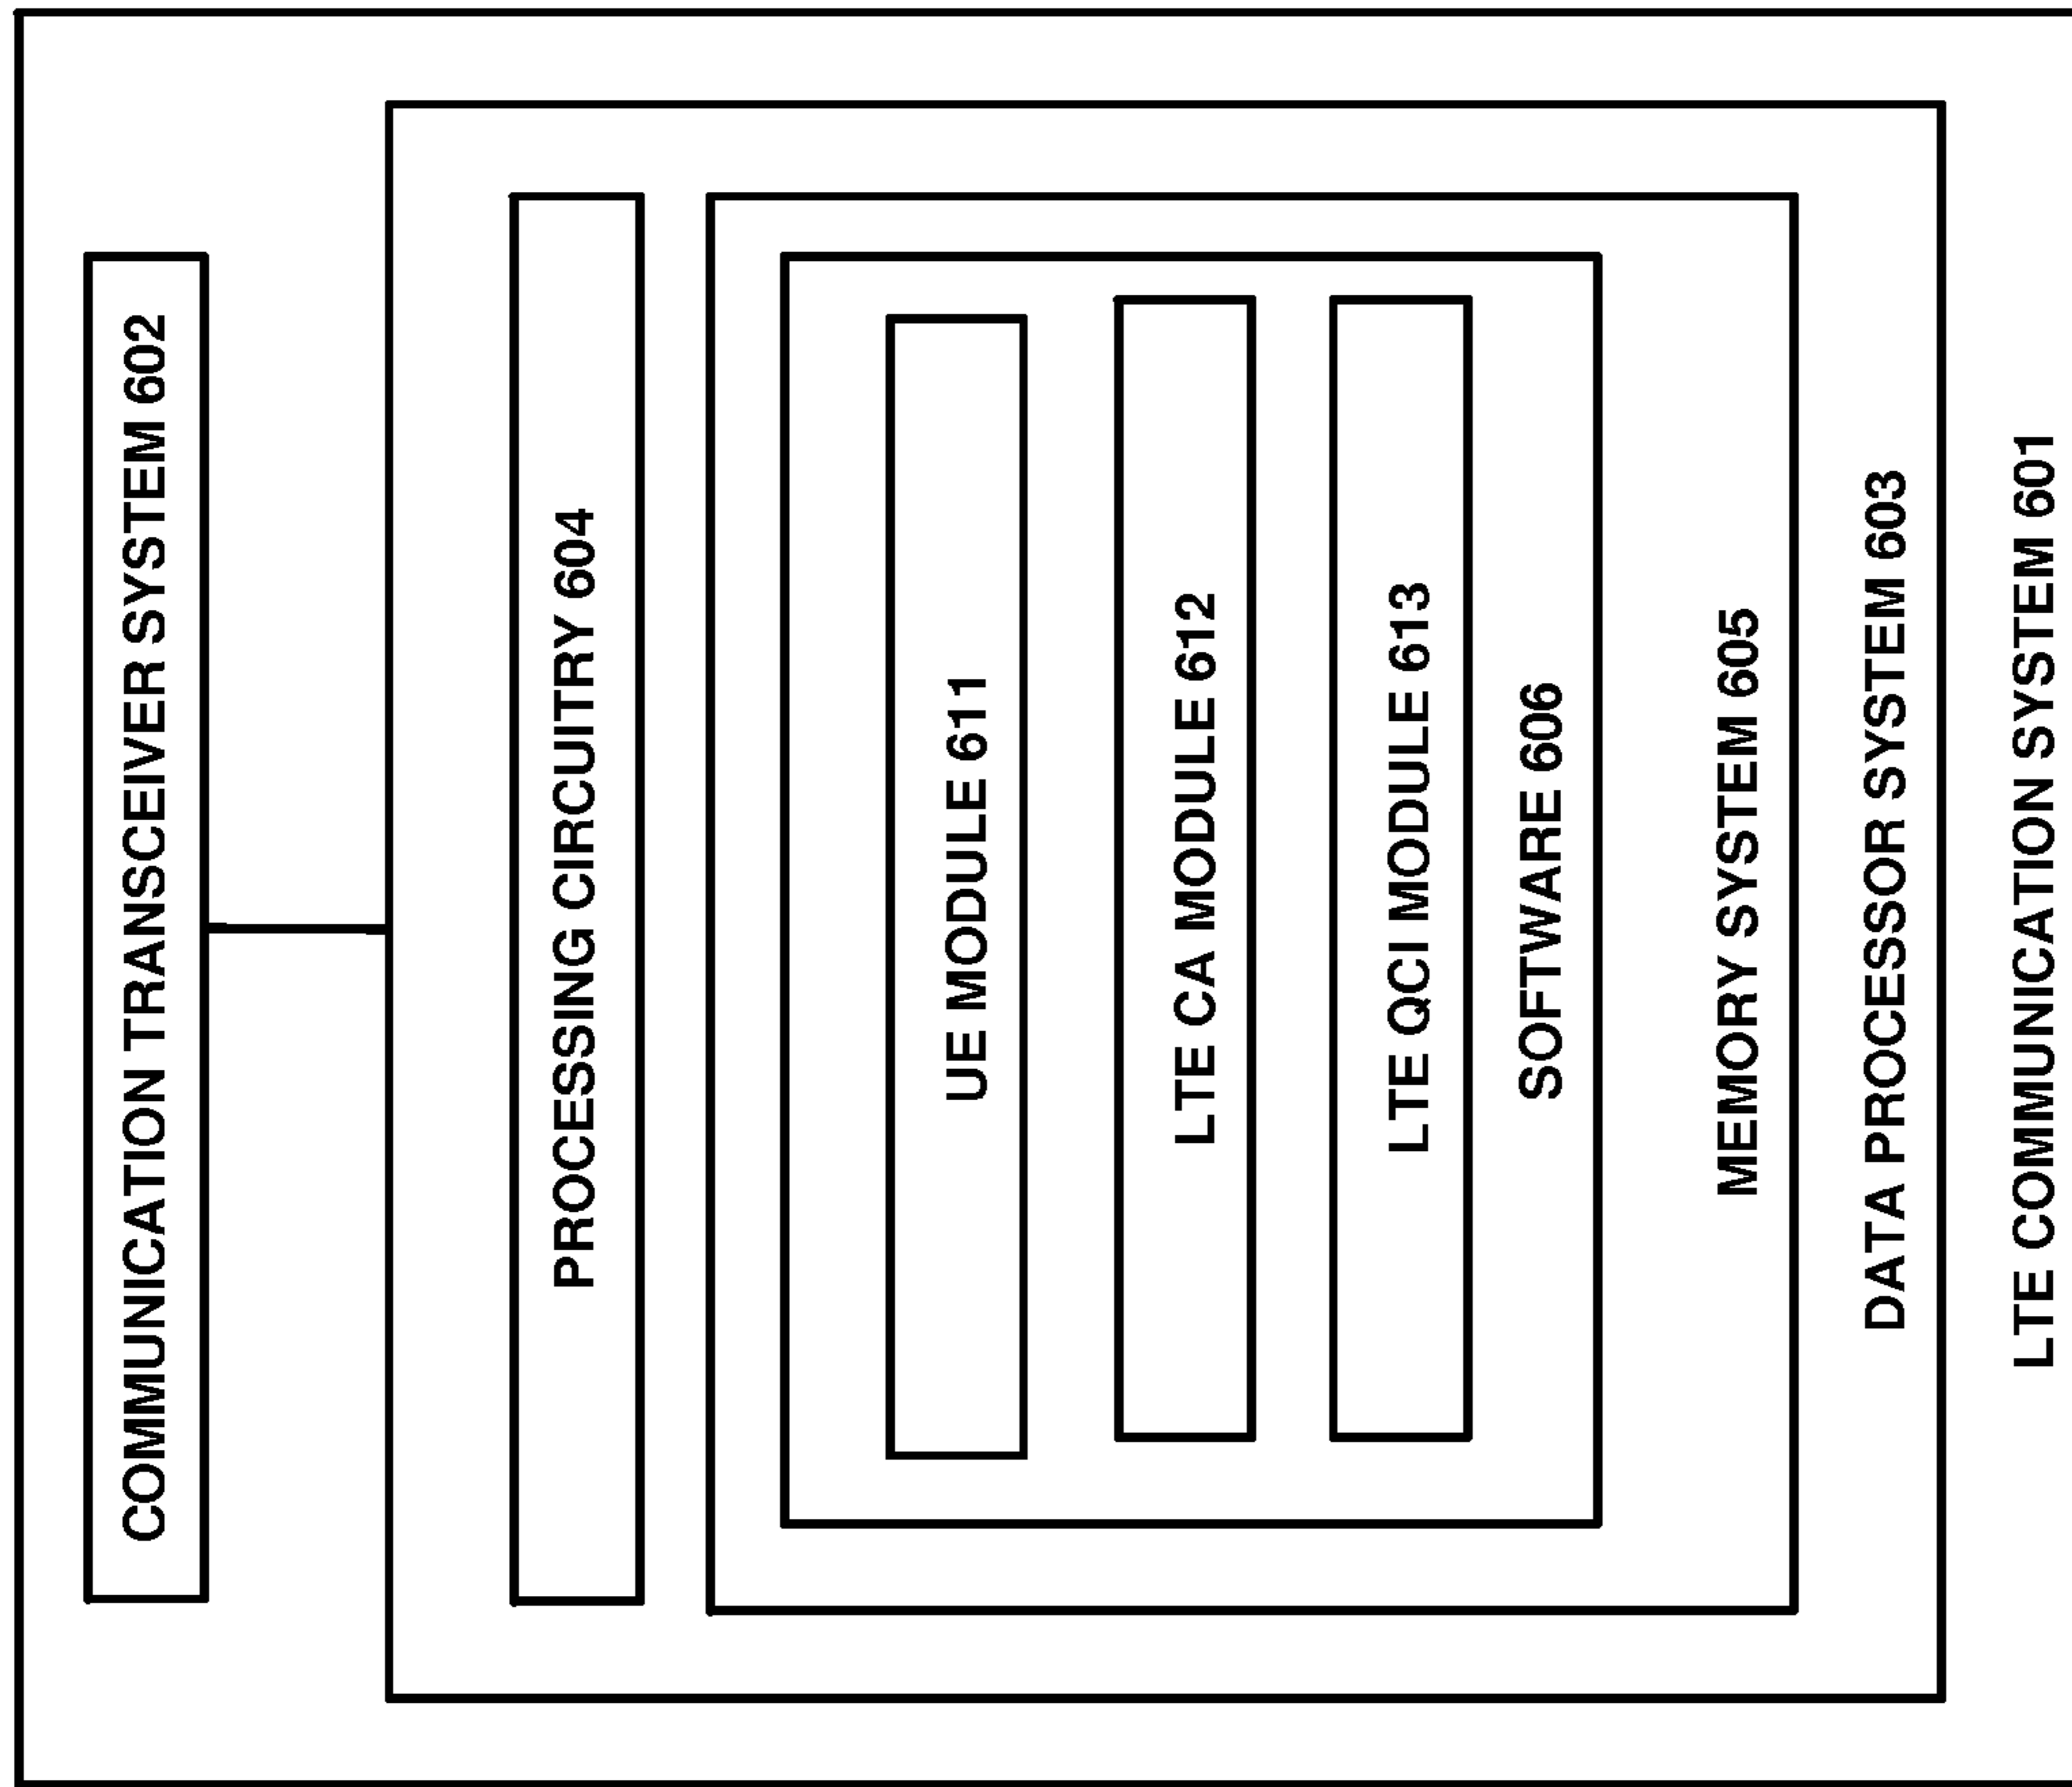 COMMUNICATION TRANSCEIVER SYSTEM 602
PROCESSING CIRCUITRY 604
UE MODULE 611
LTE CA MODULE 612
LTE QCI MODULE 613
SOFTWARE 606
MEMORY SYSTEM 605
DATA PROCESSOR SYSTEM 603
LTE COMMUNICATION SYSTEM 601